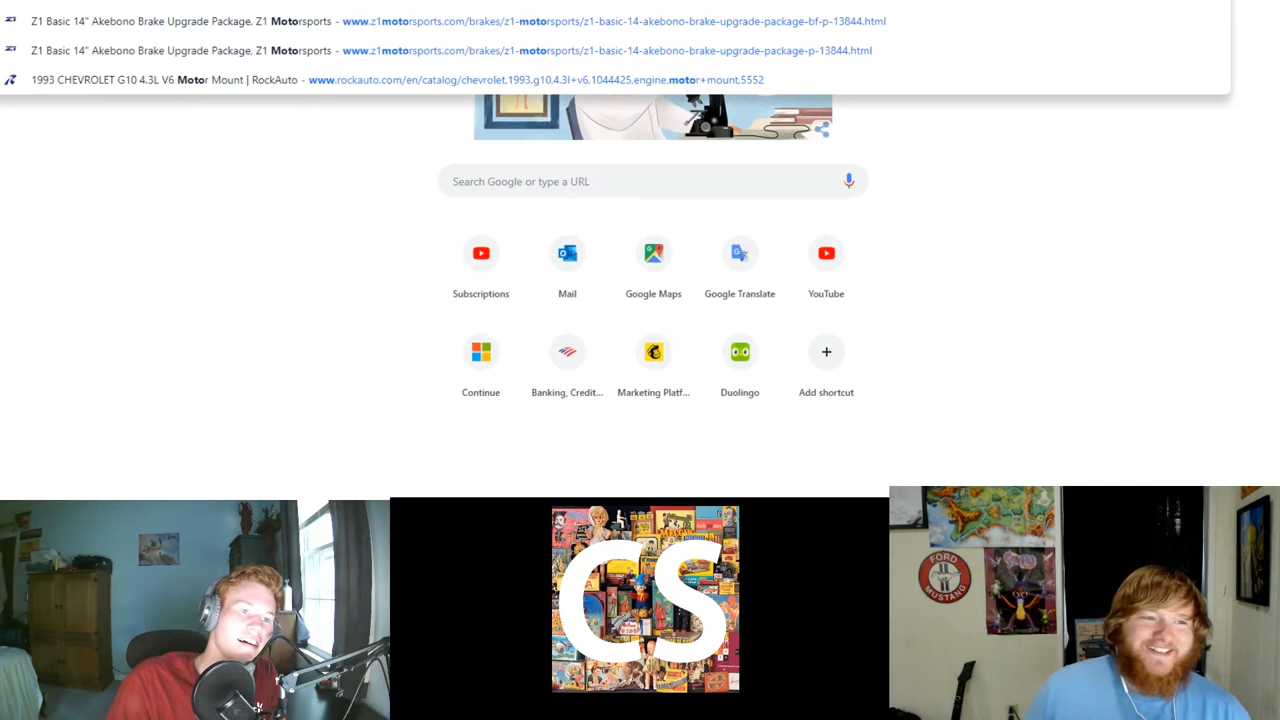 Z1 Basic 14" Akebono Brake Upgrade Package, Z1 Motorsports - www.z1motorsports.com/brakes/z1-motorsports/z1-basic-14-akebono-brake-upgrade-package-bf-p-13844.html
Z1 Basic 14" Akebono Brake Upgrade Package, Z1 Motorsports - www.z1motorsports.com/brakes/z1-motorsports/z1-basic-14-akebono-brake-upgrade-package-p-13844.html
1993 CHEVROLET G10 4.3L V6 Motor Mount | RockAuto - www.rockauto.com/en/catalog/chevrolet,1993,g10,4.3l+v6,1044425,engine,motor+mount,5552
Search Google or type a URL
Subscriptions
Mail
Google Maps
Google Translate
YouTube
Continue
Banking, Credit...
Marketing Platf...
Duolingo
Add shortcut
CS
FORD
MUSTANG